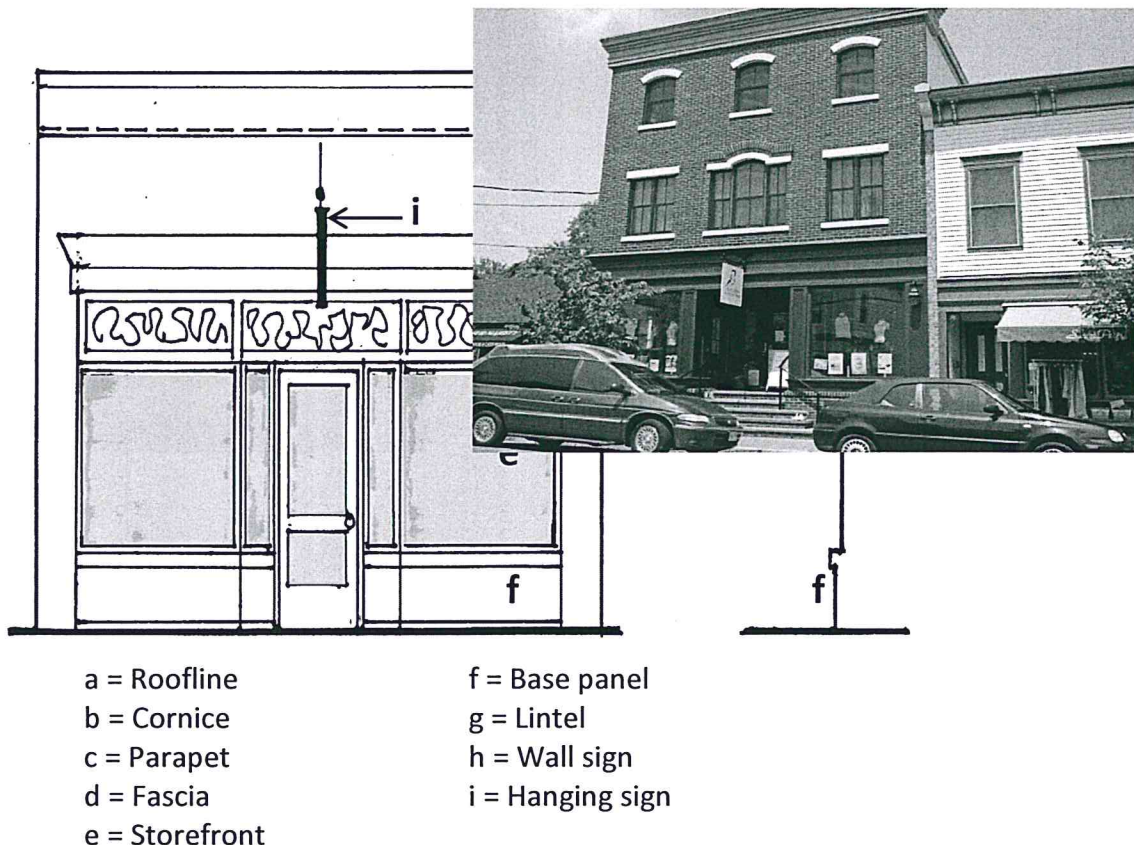 i
e
f
f
a = Roofline
b = Cornice
c = Parapet
d = Fascia
e = Storefront
f = Base panel
g = Lintel
h = Wall sign
i = Hanging sign